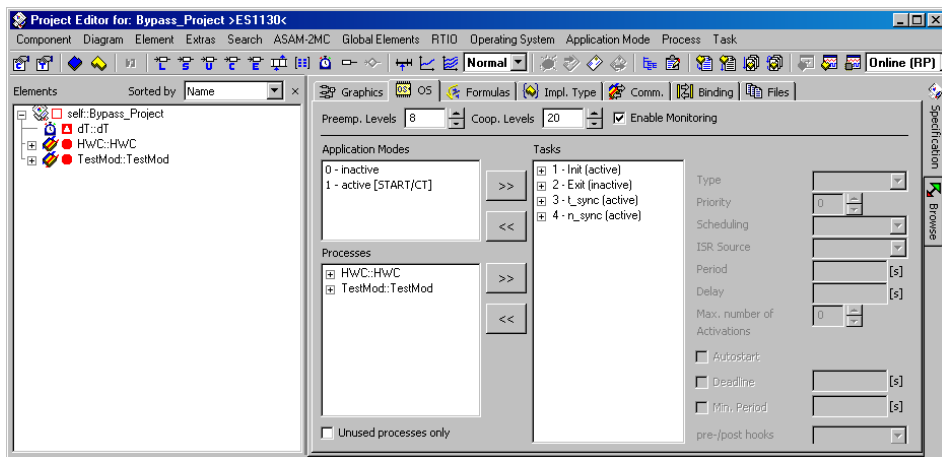 Project Editor for: Bypass_Project >ES1130<
Component Diagram Element Extras Search ASAM-2MC Global Elements RTIO Operating System Application Mode Process Task
Normal Online (RP)
Elements Sorted by Name
self::Bypass_Project
dT::dT
HWC::HWC
TestMod::TestMod
Graphics OS Formulas Impl. Type Comm. Binding Files
Preemp. Levels 8 Coop. Levels 20 Enable Monitoring
Application Modes
0 - inactive
1 - active [START/CT]
>>
<<
Processes
HWC::HWC
TestMod::TestMod
>>
<<
Unused processes only
Tasks
1 - Init (active)
2 - Exit (inactive)
3 - t_sync (active)
4 - n_sync (active)
Type
Priority 0
Scheduling
ISR Source
Period [s]
Delay [s]
Max. number of 0
Activations
Autostart
Deadline [s]
Min. Period [s]
pre-/post hooks
Specification
Browse